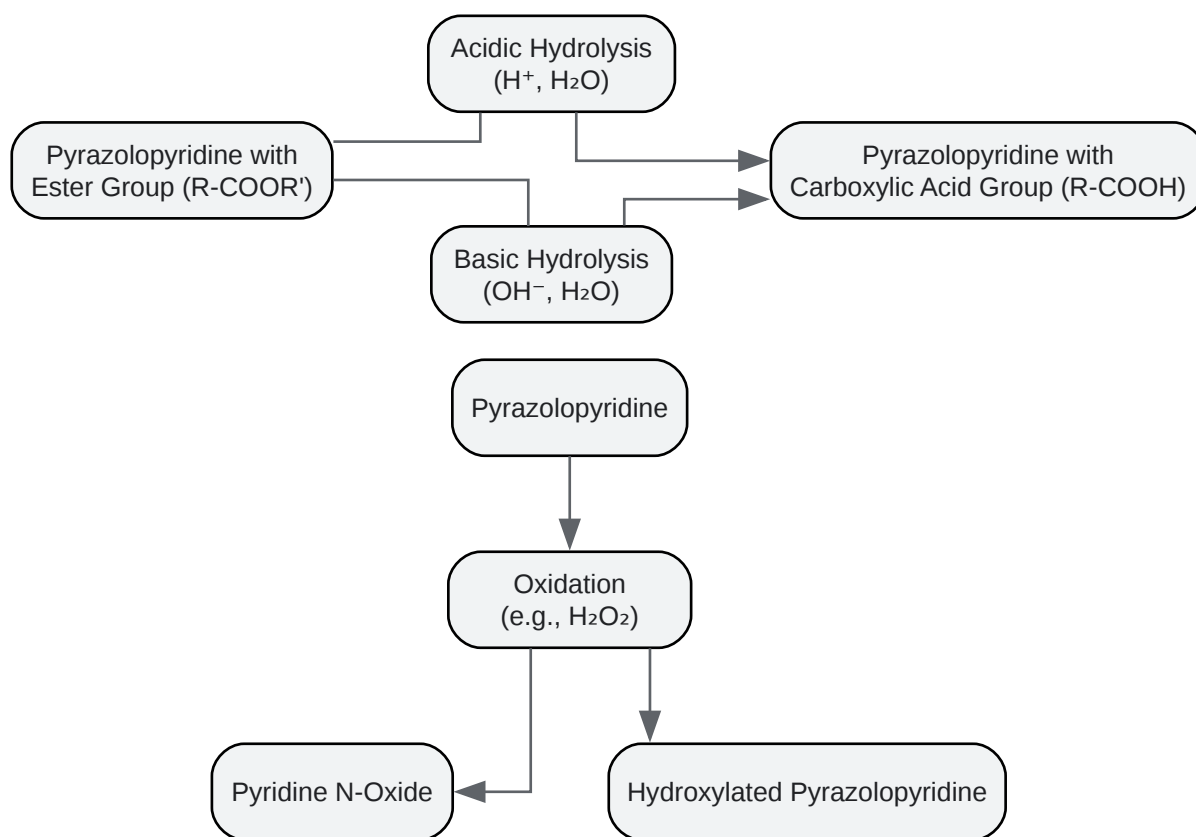 Acidic Hydrolysis
(H⁺, H₂O)
Pyrazolopyridine with
Ester Group (R-COOR')
Pyrazolopyridine with
Carboxylic Acid Group (R-COOH)
Basic Hydrolysis
(OH⁻, H₂O)
Pyrazolopyridine
Oxidation
(e.g., H₂O₂)
Pyridine N-Oxide
Hydroxylated Pyrazolopyridine